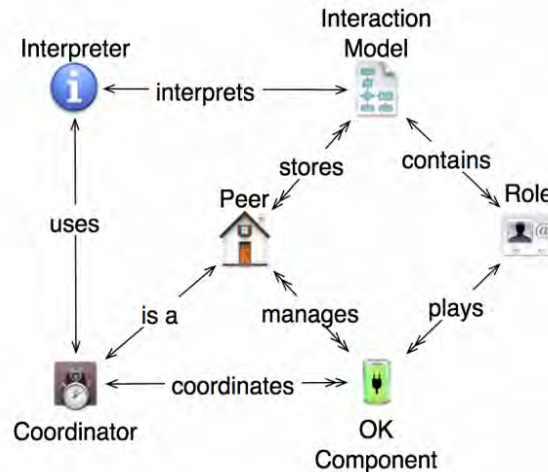 Interaction
Model
Interpreter
interprets
stores
contains
Peer
Role
@
uses
is a
manages
plays
coordinates
Coordinator
OK
Component